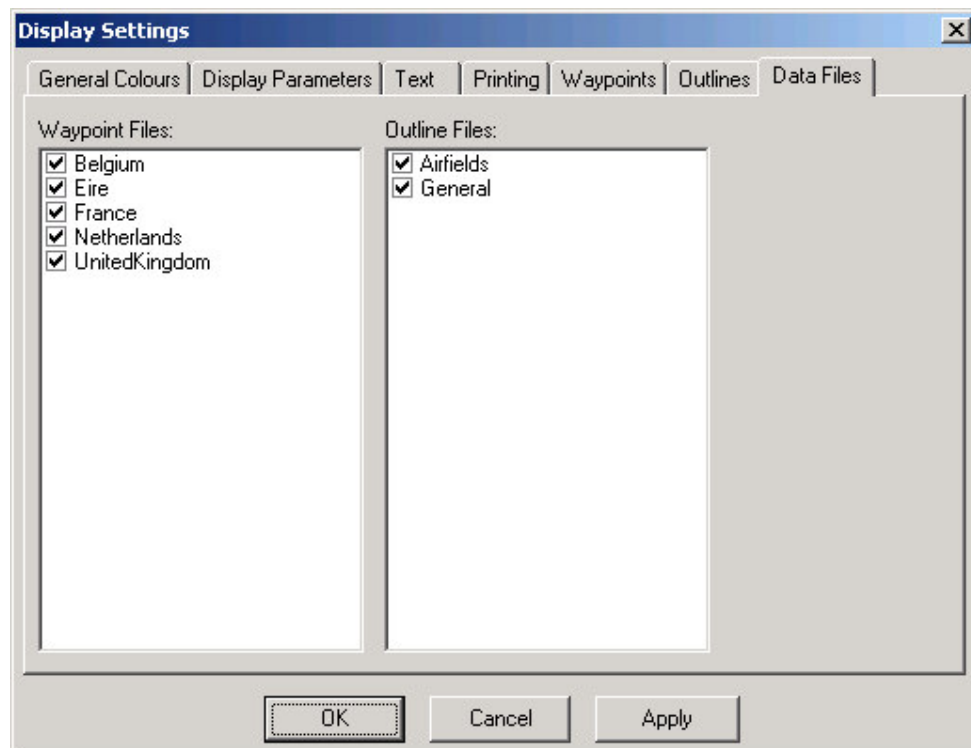 Display Settings
General Colours Display Parameters Text Printing Waypoints Outlines Data Files
Waypoint Files:
Belgium
Eire
France
Netherlands
UnitedKingdom
Outline Files:
Airfields
General
OK Cancel Apply